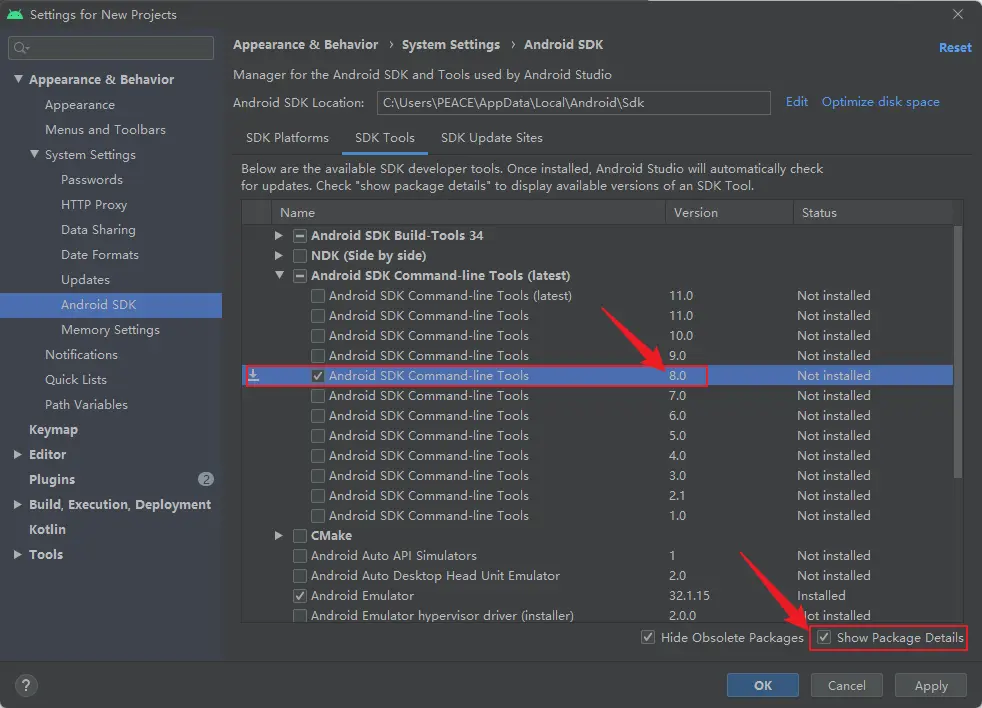 Settings for New Projects
Appearance & Behavior › System Settings › Android SDK
Reset
Appearance & Behavior
Appearance
Menus and Toolbars
System Settings
Passwords
HTTP Proxy
Data Sharing
Date Formats
Updates
Android SDK
Memory Settings
Notifications
Quick Lists
Path Variables
Keymap
Editor
Plugins 2
Build, Execution, Deployment
Kotlin
Tools
Manager for the Android SDK and Tools used by Android Studio
Android SDK Location: C:\Users\PEACE\AppData\Local\Android\Sdk Edit Optimize disk space
SDK Platforms SDK Tools SDK Update Sites
Below are the available SDK developer tools. Once installed, Android Studio will automatically check
for updates. Check "show package details" to display available versions of an SDK Tool.
Name Version Status
Android SDK Build-Tools 34
NDK (Side by side)
Android SDK Command-line Tools (latest)
Android SDK Command-line Tools (latest) 11.0 Not installed
Android SDK Command-line Tools 11.0 Not installed
Android SDK Command-line Tools 10.0 Not installed
Android SDK Command-line Tools 9.0 Not installed
Android SDK Command-line Tools 8.0 Not installed
Android SDK Command-line Tools 7.0 Not installed
Android SDK Command-line Tools 6.0 Not installed
Android SDK Command-line Tools 5.0 Not installed
Android SDK Command-line Tools 4.0 Not installed
Android SDK Command-line Tools 3.0 Not installed
Android SDK Command-line Tools 2.1 Not installed
Android SDK Command-line Tools 1.0 Not installed
CMake
Android Auto API Simulators 1 Not installed
Android Auto Desktop Head Unit Emulator 2.0 Not installed
Android Emulator 32.1.15 Installed
Android Emulator hypervisor driver (installer) 2.0.0 Not installed
Hide Obsolete Packages Show Package Details
? OK Cancel Apply